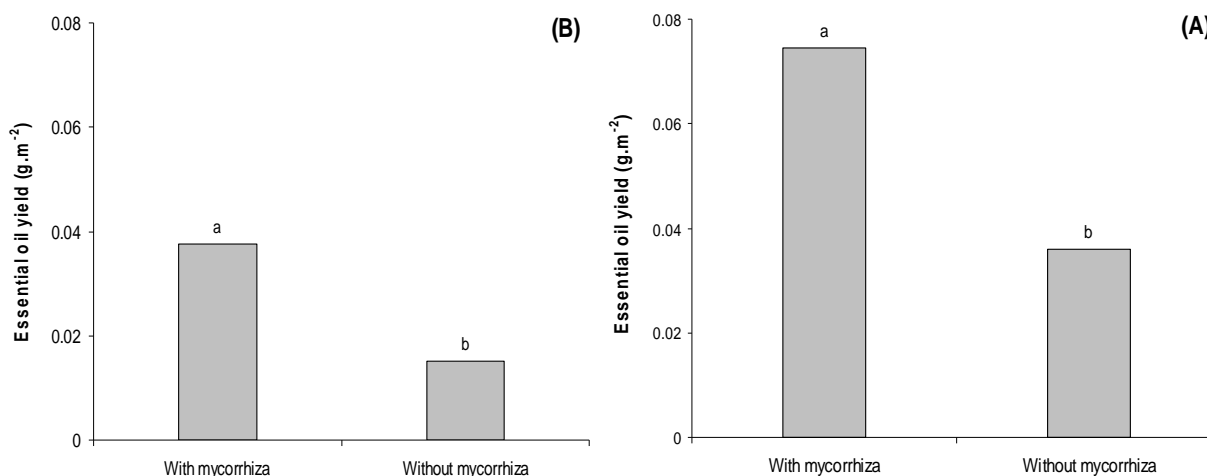 (B)
Essential oil yield (g.m⁻²)
0.08
0.06
0.04
0.02
0
a
b
With mycorrhiza
Without mycorrhiza
(A)
Essential oil yield (g.m⁻²)
0.08
0.06
0.04
0.02
0
a
b
With mycorrhiza
Without mycorrhiza